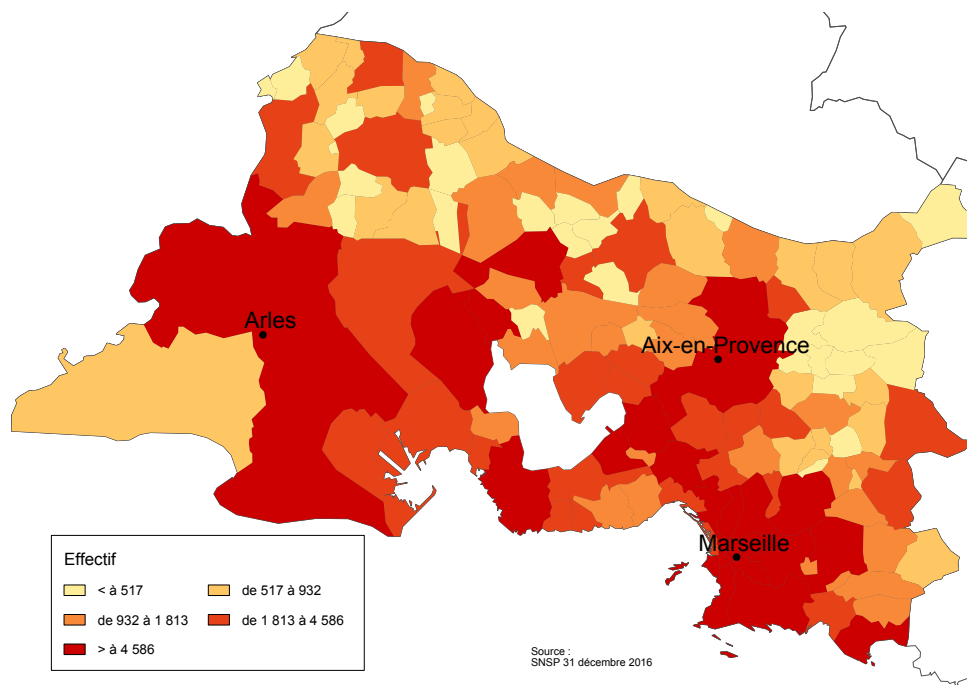 Arles
Aix-en-Provence
Marseille
Effectif
< à 517
de 517 à 932
de 932 à 1 813
de 1 813 à 4 586
> à 4 586
Source :
SNSP 31 décembre 2016